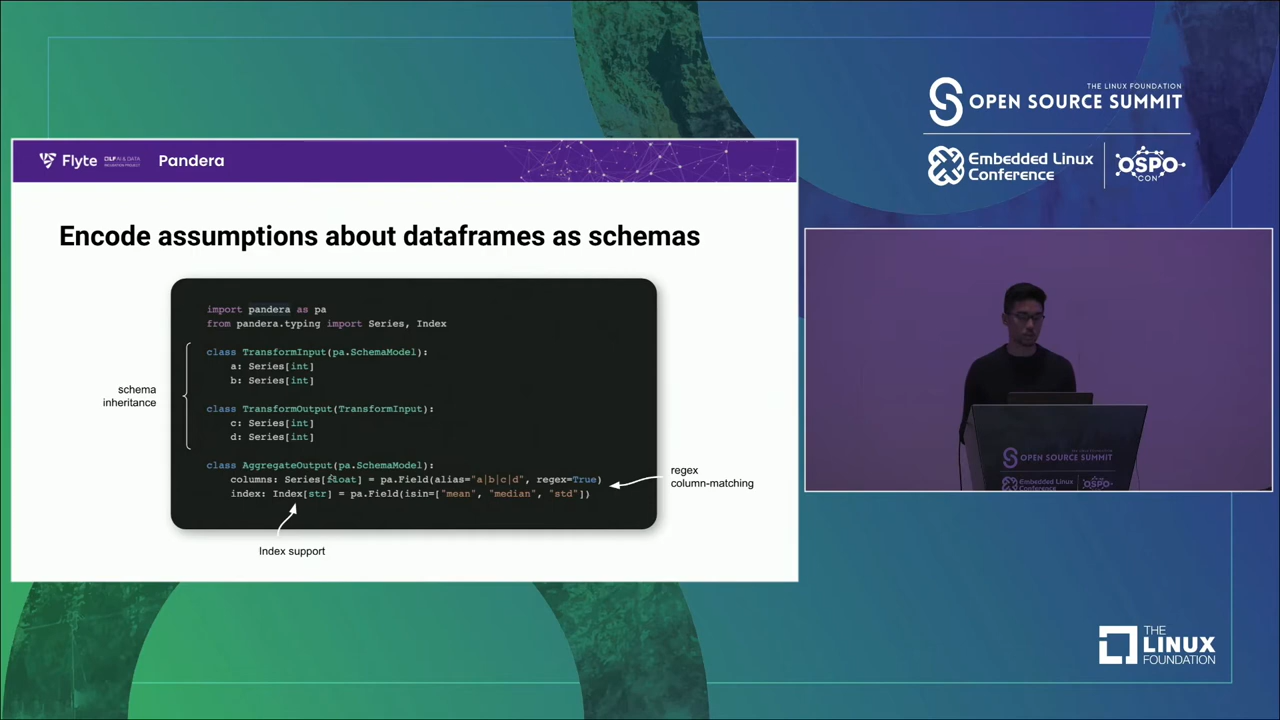 THE LINUX FOUNDATION
OPEN SOURCE SUMMIT
Embedded Linux
Conference
OSPO
CON
Flyte
Pandera
Encode assumptions about dataframes as schemas
import pandera as pa
from pandera.typing import Series, Index
class TransformInput(pa.SchemaModel):
a: Series[int]
b: Series[int]
schema
inheritance
class TransformOutput(TransformInput):
c: Series[int]
d: Series[int]
class AggregateOutput(pa.SchemaModel):
columns: Series[float] = pa.Field(alias="a|b|c|d", regex=True)
index: Index[str] = pa.Field(isin=["mean", "median", "std"])
regex
column-matching
Index support
OPEN SOURCE SUMMIT
Embedded Linux
OSPO
THE
LINUX
FOUNDATION